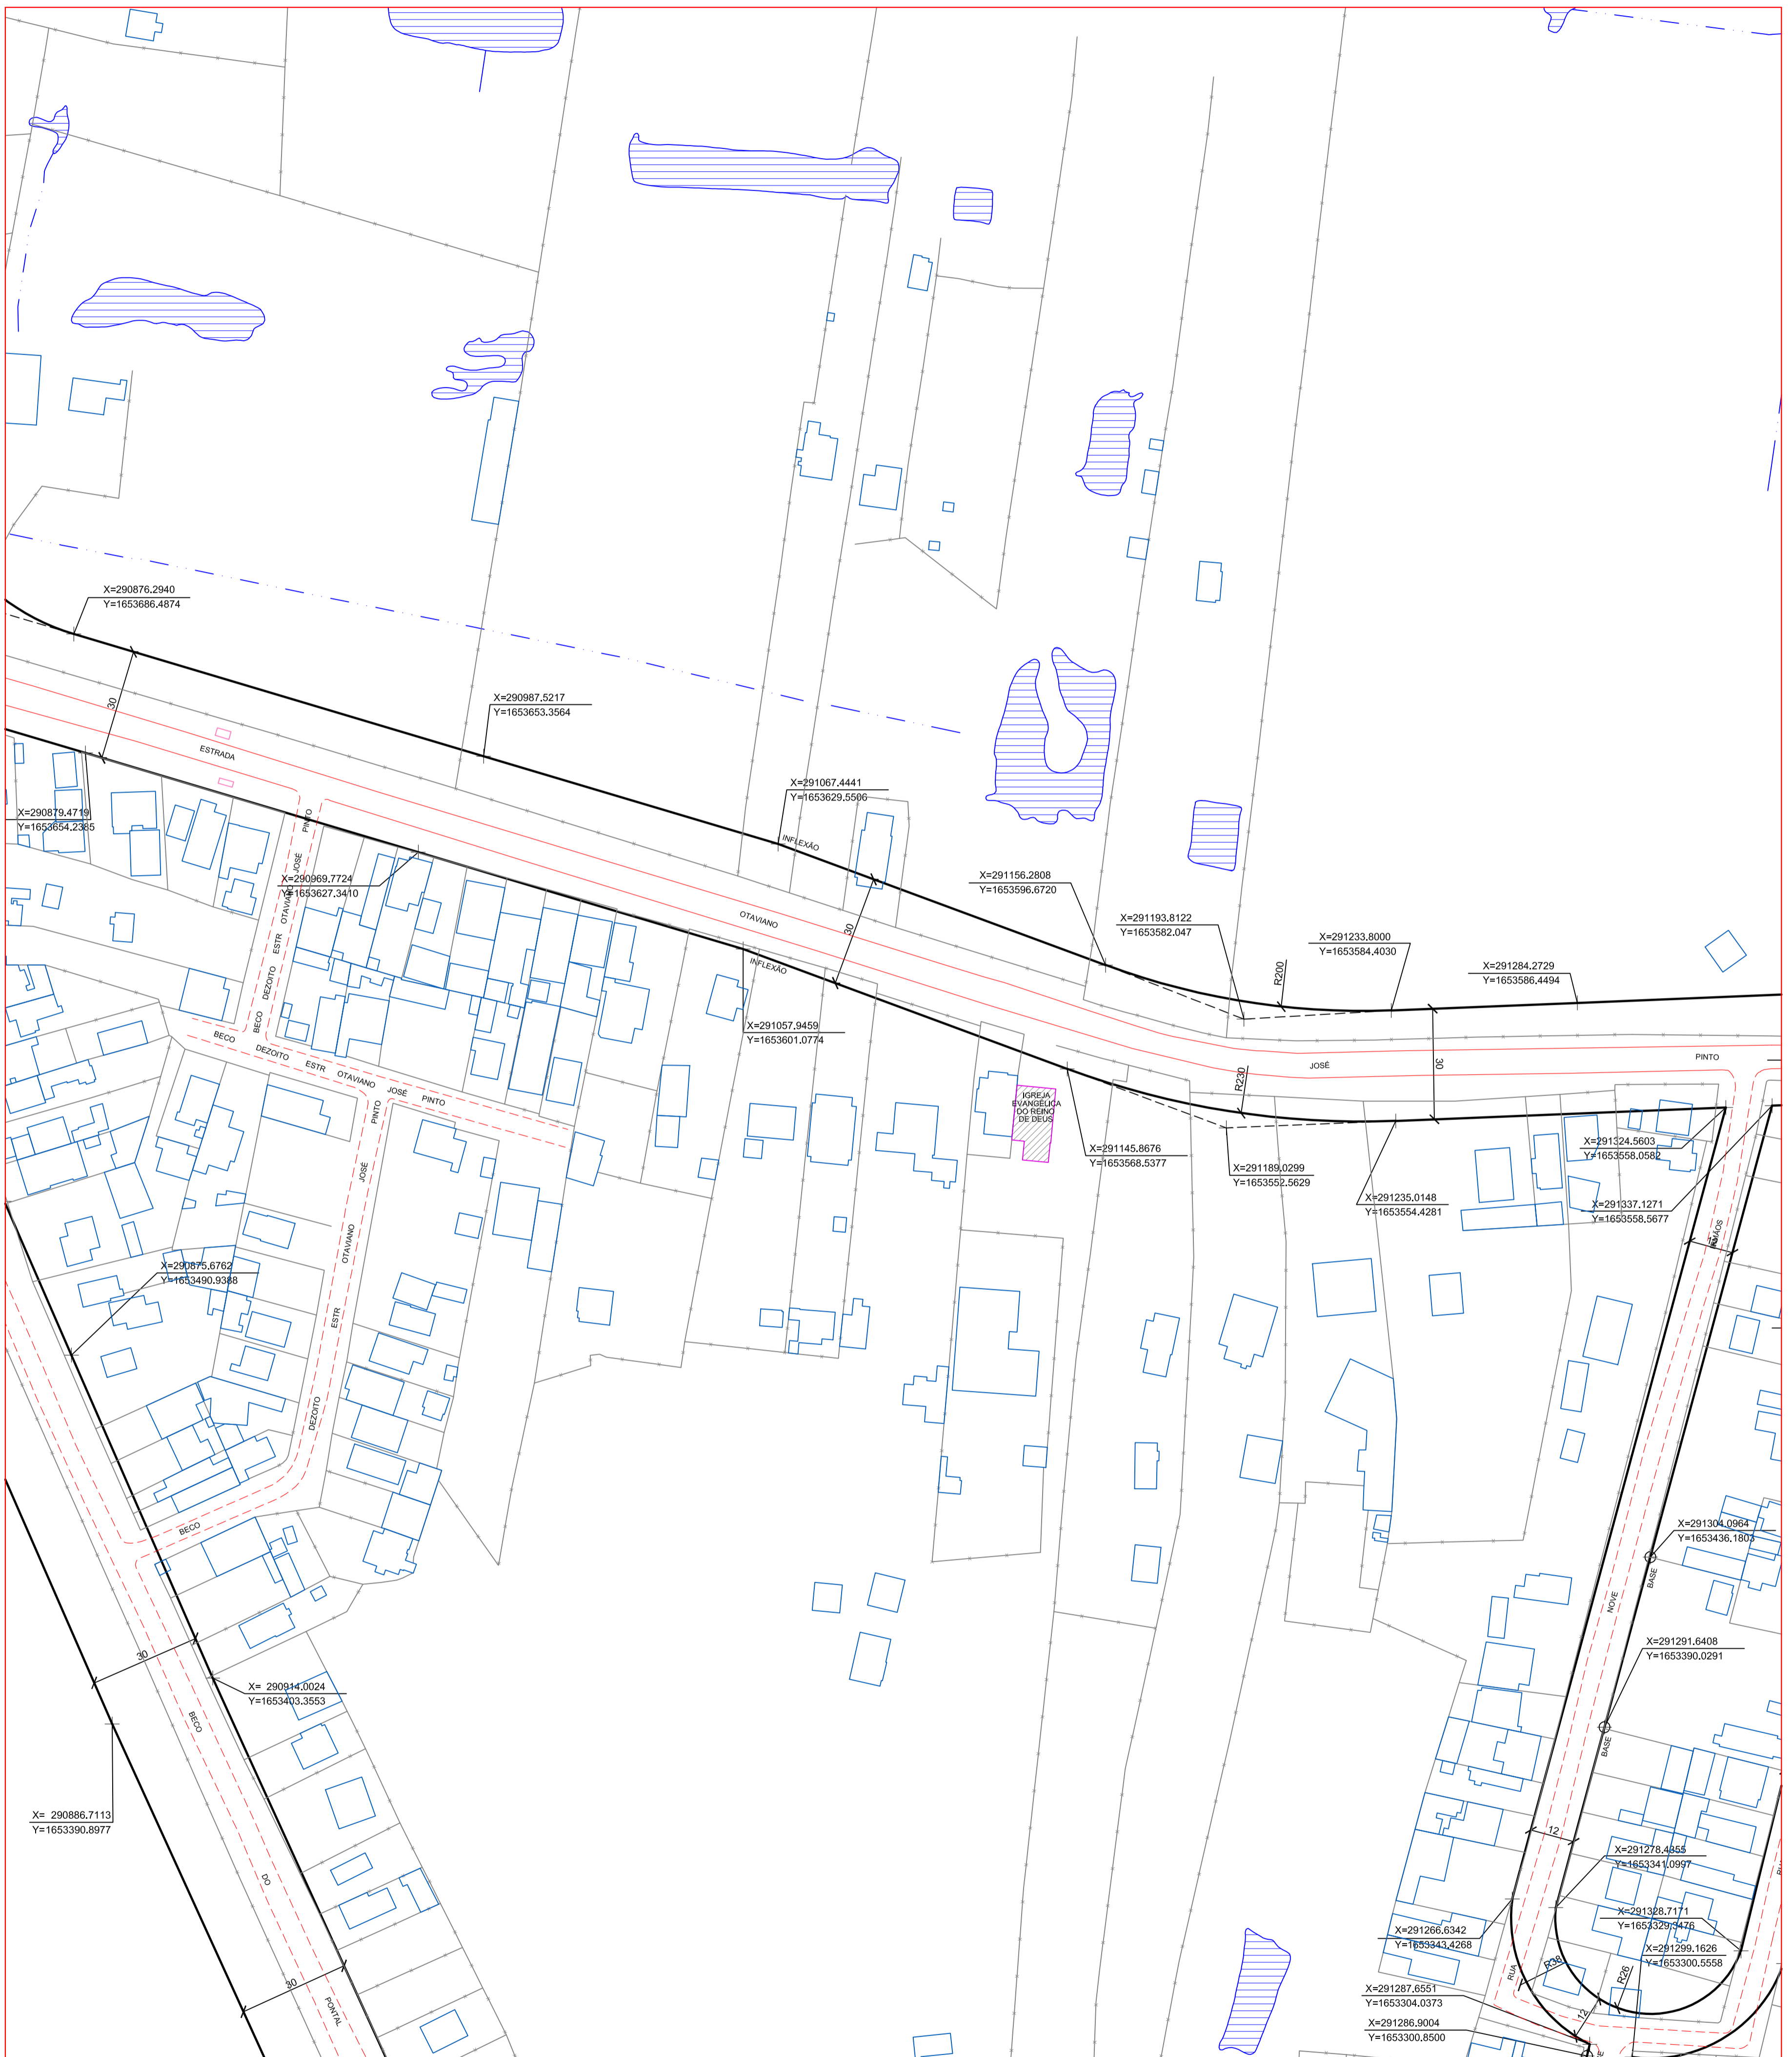 X=290876.2940
Y=1653686.4874
30
X=290987.5217
Y=1653653.3564
ESTRADA
X=290879.4719
Y=1653654.2385
PINTO
JOSÉ
OTAVIANO
ESTR
DEZOITO
BECO
X=290969.7724
Y=1653627.3410
X=291067.4441
Y=1653629.5506
INFLEXÃO
30
OTAVIANO
INFLEXÃO
X=291057.9459
Y=1653601.0774
X=291156.2808
Y=1653596.6720
X=291193.8122
Y=1653582.047
R200
X=291233.8000
Y=1653584.4030
X=291284.2729
Y=1653586.4494
JOSÉ
PINTO
30
R230
IGREJA
EVANGÉLICA
DO REINO
DE DEUS
X=291145.8676
Y=1653568.5377
X=291189.0299
Y=1653552.5629
X=291235.0148
Y=1653554.4281
X=291324.5603
Y=1653558.0582
X=291337.1271
Y=1653558.5677
BECO DEZOITO ESTR OTAVIANO JOSÉ PINTO
PINTO
JOSÉ
OTAVIANO
ESTR
DEZOITO
BECO
X=290875.6762
Y=1653490.9388
30
X= 290914.0024
Y=1653403.3553
X= 290886.7113
Y=1653390.8977
BECO
DO
PONTAL
30
IRMÃOS
12
NOVE
RUA
X=291304.0964
Y=1653436.1803
BASE
X=291291.6408
Y=1653390.0291
BASE
12
X=291278.4355
Y=1653341.0997
X=291266.6342
Y=1653343.4268
X=291328.7171
Y=1653329.3476
X=291299.1626
Y=1653300.5558
R38
R26
12
X=291287.6551
Y=1653304.0373
X=291286.9004
Y=1653300.8500